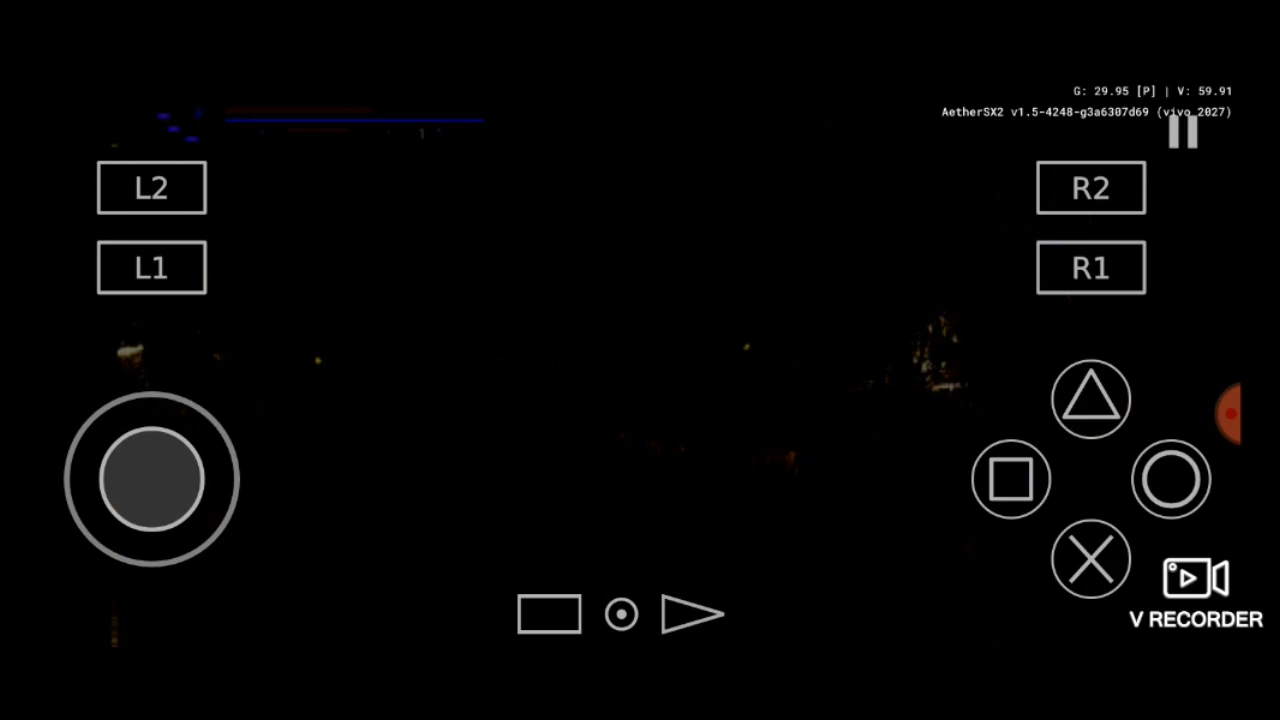 G: 29.95 [P] | V: 59.91
AetherSX2 v1.5-4248-g3a6307d69 (vivo 2027)
L2
R2
L1
R1
V RECORDER